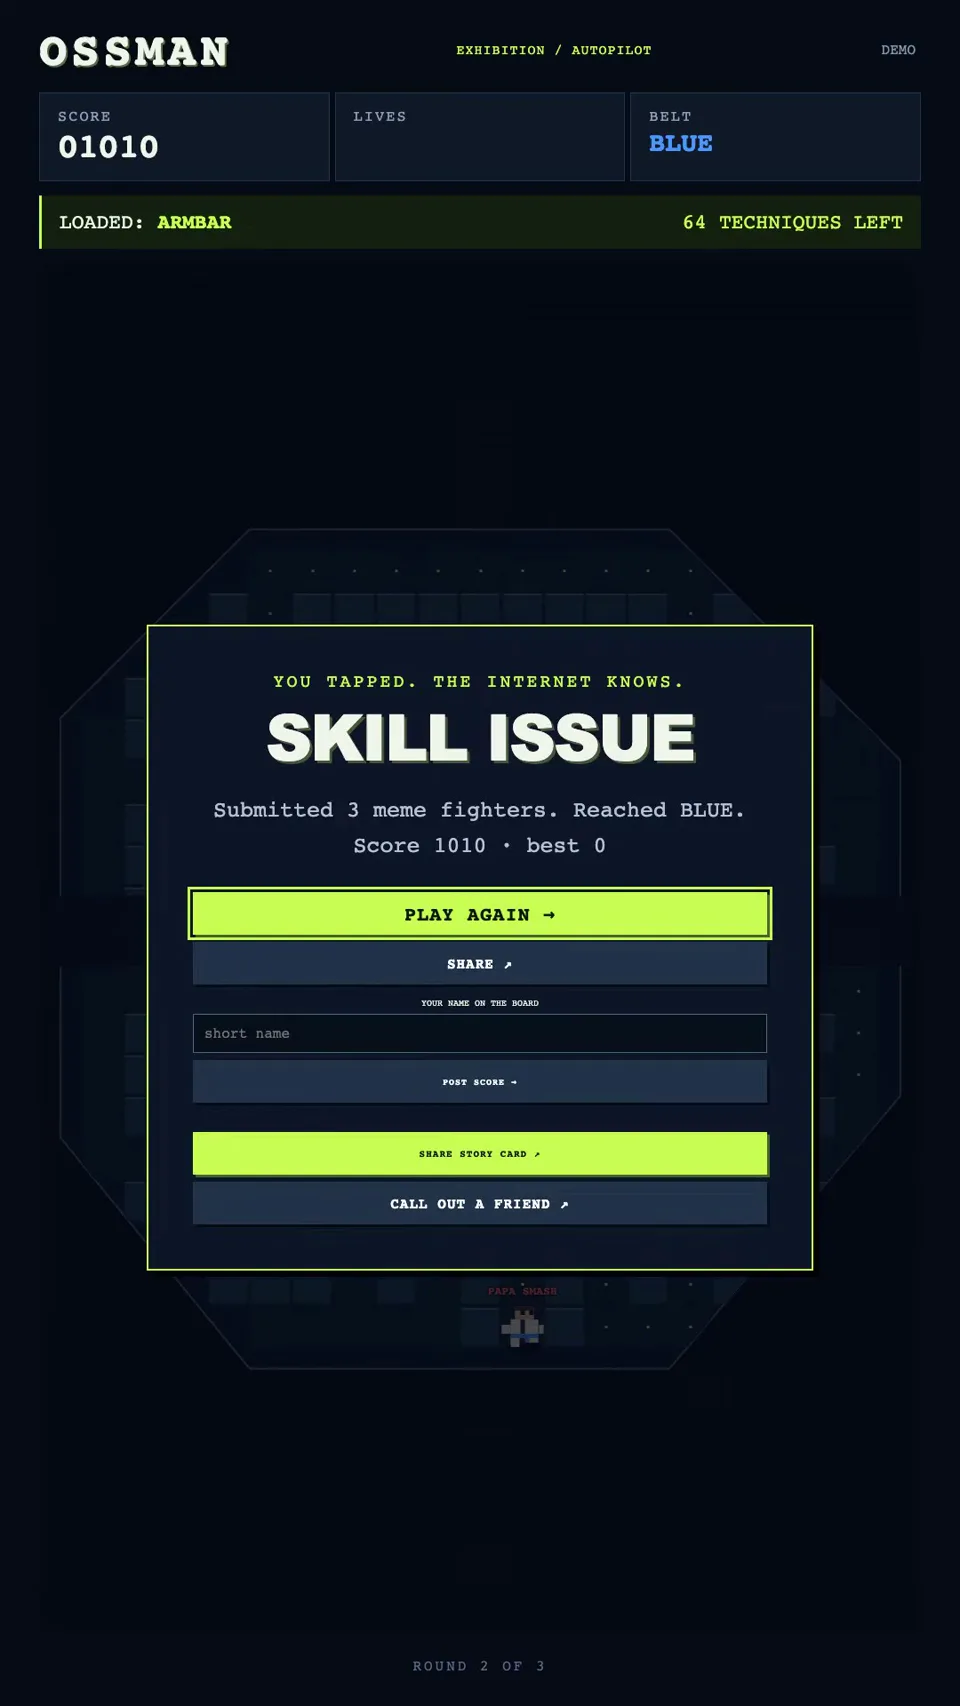 OSSMAN
EXHIBITION / AUTOPILOT
DEMO
SCORE
01010
LIVES
BELT
BLUE
LOADED: ARMBAR
64 TECHNIQUES LEFT
YOU TAPPED. THE INTERNET KNOWS.
SKILL ISSUE
Submitted 3 meme fighters. Reached BLUE.
Score 1010 · best 0
PLAY AGAIN →
SHARE ↗
YOUR NAME ON THE BOARD
short name
POST SCORE →
SHARE STORY CARD ↗
CALL OUT A FRIEND ↗
PAPA SMASH
ROUND 2 OF 3